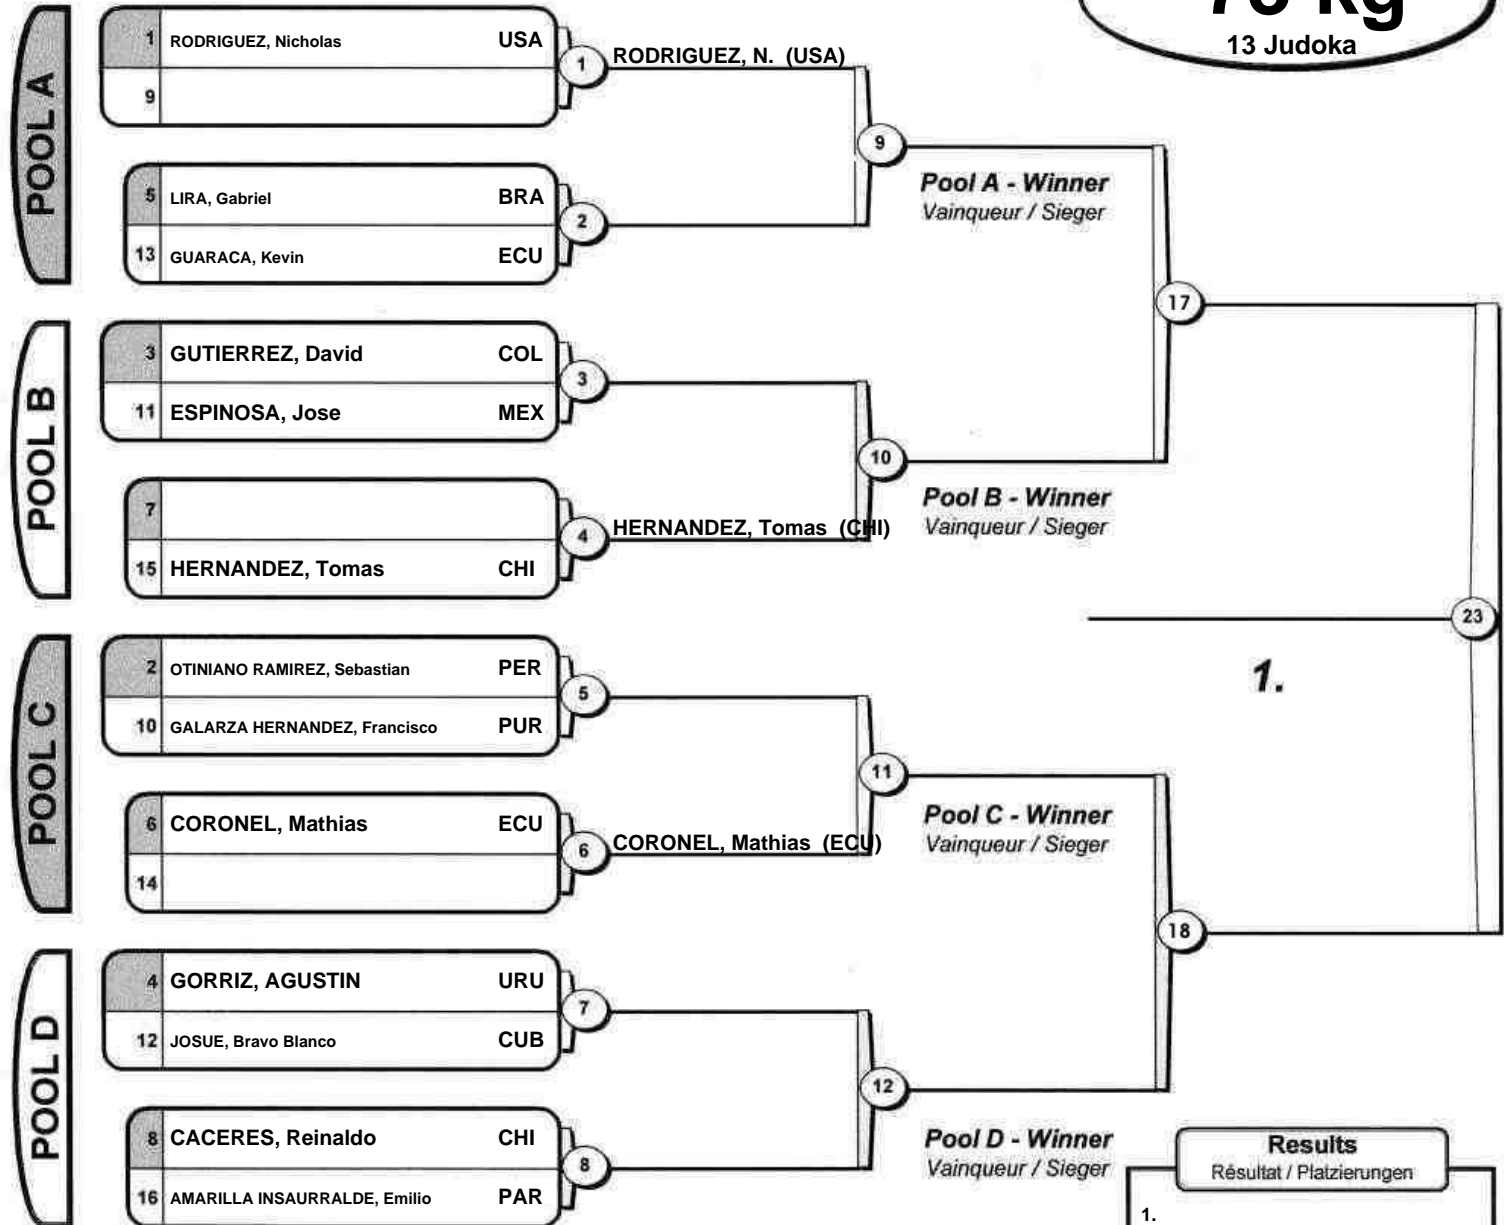 73 kg
13 Judoka
POOL A
1 RODRIGUEZ, Nicholas USA
9
1 RODRIGUEZ, N. (USA)
5 LIRA, Gabriel BRA
13 GUARACA, Kevin ECU
2
9
Pool A - Winner
Vainqueur / Sieger
POOL B
3 GUTIERREZ, David COL
11 ESPINOSA, Jose MEX
3
7
15 HERNANDEZ, Tomas CHI
4 HERNANDEZ, Tomas (CHI)
10
Pool B - Winner
Vainqueur / Sieger
17
POOL C
2 OTINIANO RAMIREZ, Sebastian PER
10 GALARZA HERNANDEZ, Francisco PUR
5
6 CORONEL, Mathias ECU
14
6 CORONEL, Mathias (ECU)
11
Pool C - Winner
Vainqueur / Sieger
POOL D
4 GORRIZ, AGUSTIN URU
12 JOSUE, Bravo Blanco CUB
7
8 CACERES, Reinaldo CHI
16 AMARILLA INSAURRALDE, Emilio PAR
8
12
Pool D - Winner
Vainqueur / Sieger
18
23
1.
Results
Résultat / Platzierungen
1.